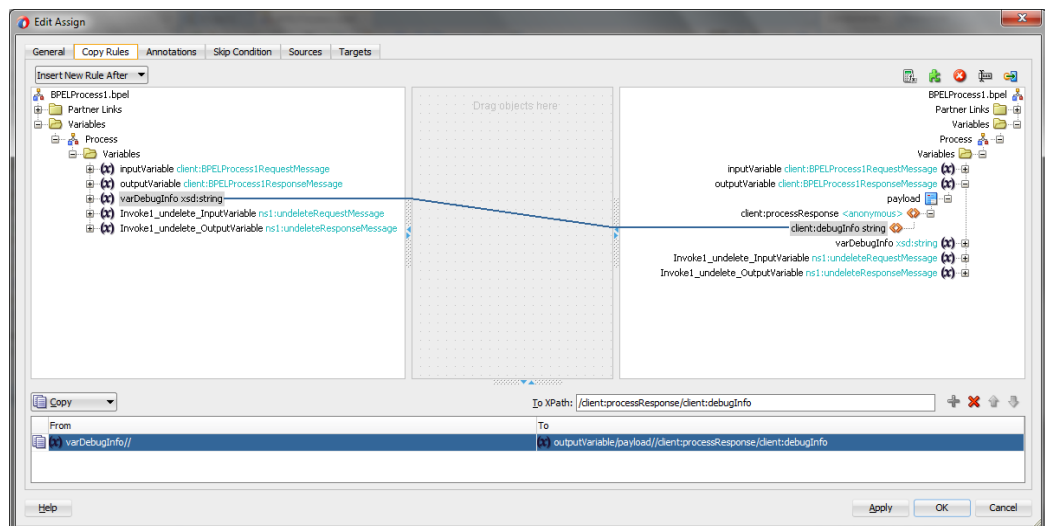 Edit Assign
General Copy Rules Annotations Skip Condition Sources Targets
Insert New Rule After
BPELProcess1.bpel
Partner Links
Variables
Process
Variables
inputVariable client:BPELProcess1RequestMessage
outputVariable client:BPELProcess1ResponseMessage
varDebugInfo xsd:string
Invoke1_undelete_InputVariable ns1:undeleteRequestMessage
Invoke1_undelete_OutputVariable ns1:undeleteResponseMessage
Drag objects here
BPELProcess1.bpel
Partner Links
Variables
Process
Variables
inputVariable client:BPELProcess1RequestMessage
outputVariable client:BPELProcess1ResponseMessage
payload
client:processResponse <anonymous>
client:debugInfo string
varDebugInfo xsd:string
Invoke1_undelete_InputVariable ns1:undeleteRequestMessage
Invoke1_undelete_OutputVariable ns1:undeleteResponseMessage
Copy To XPath: /client:processResponse/client:debugInfo
From To
varDebugInfo// outputVariable/payload//client:processResponse/client:debugInfo
Help Apply OK Cancel